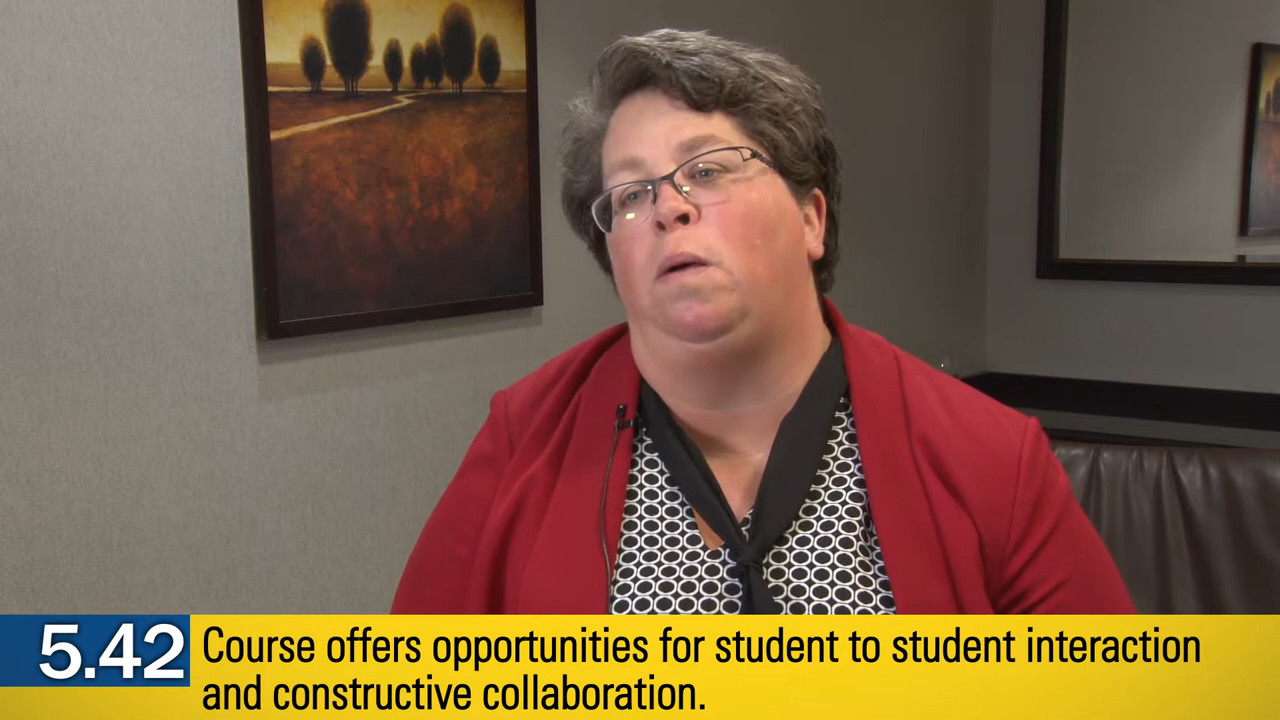 5.42
Course offers opportunities for student to student interaction
and constructive collaboration.